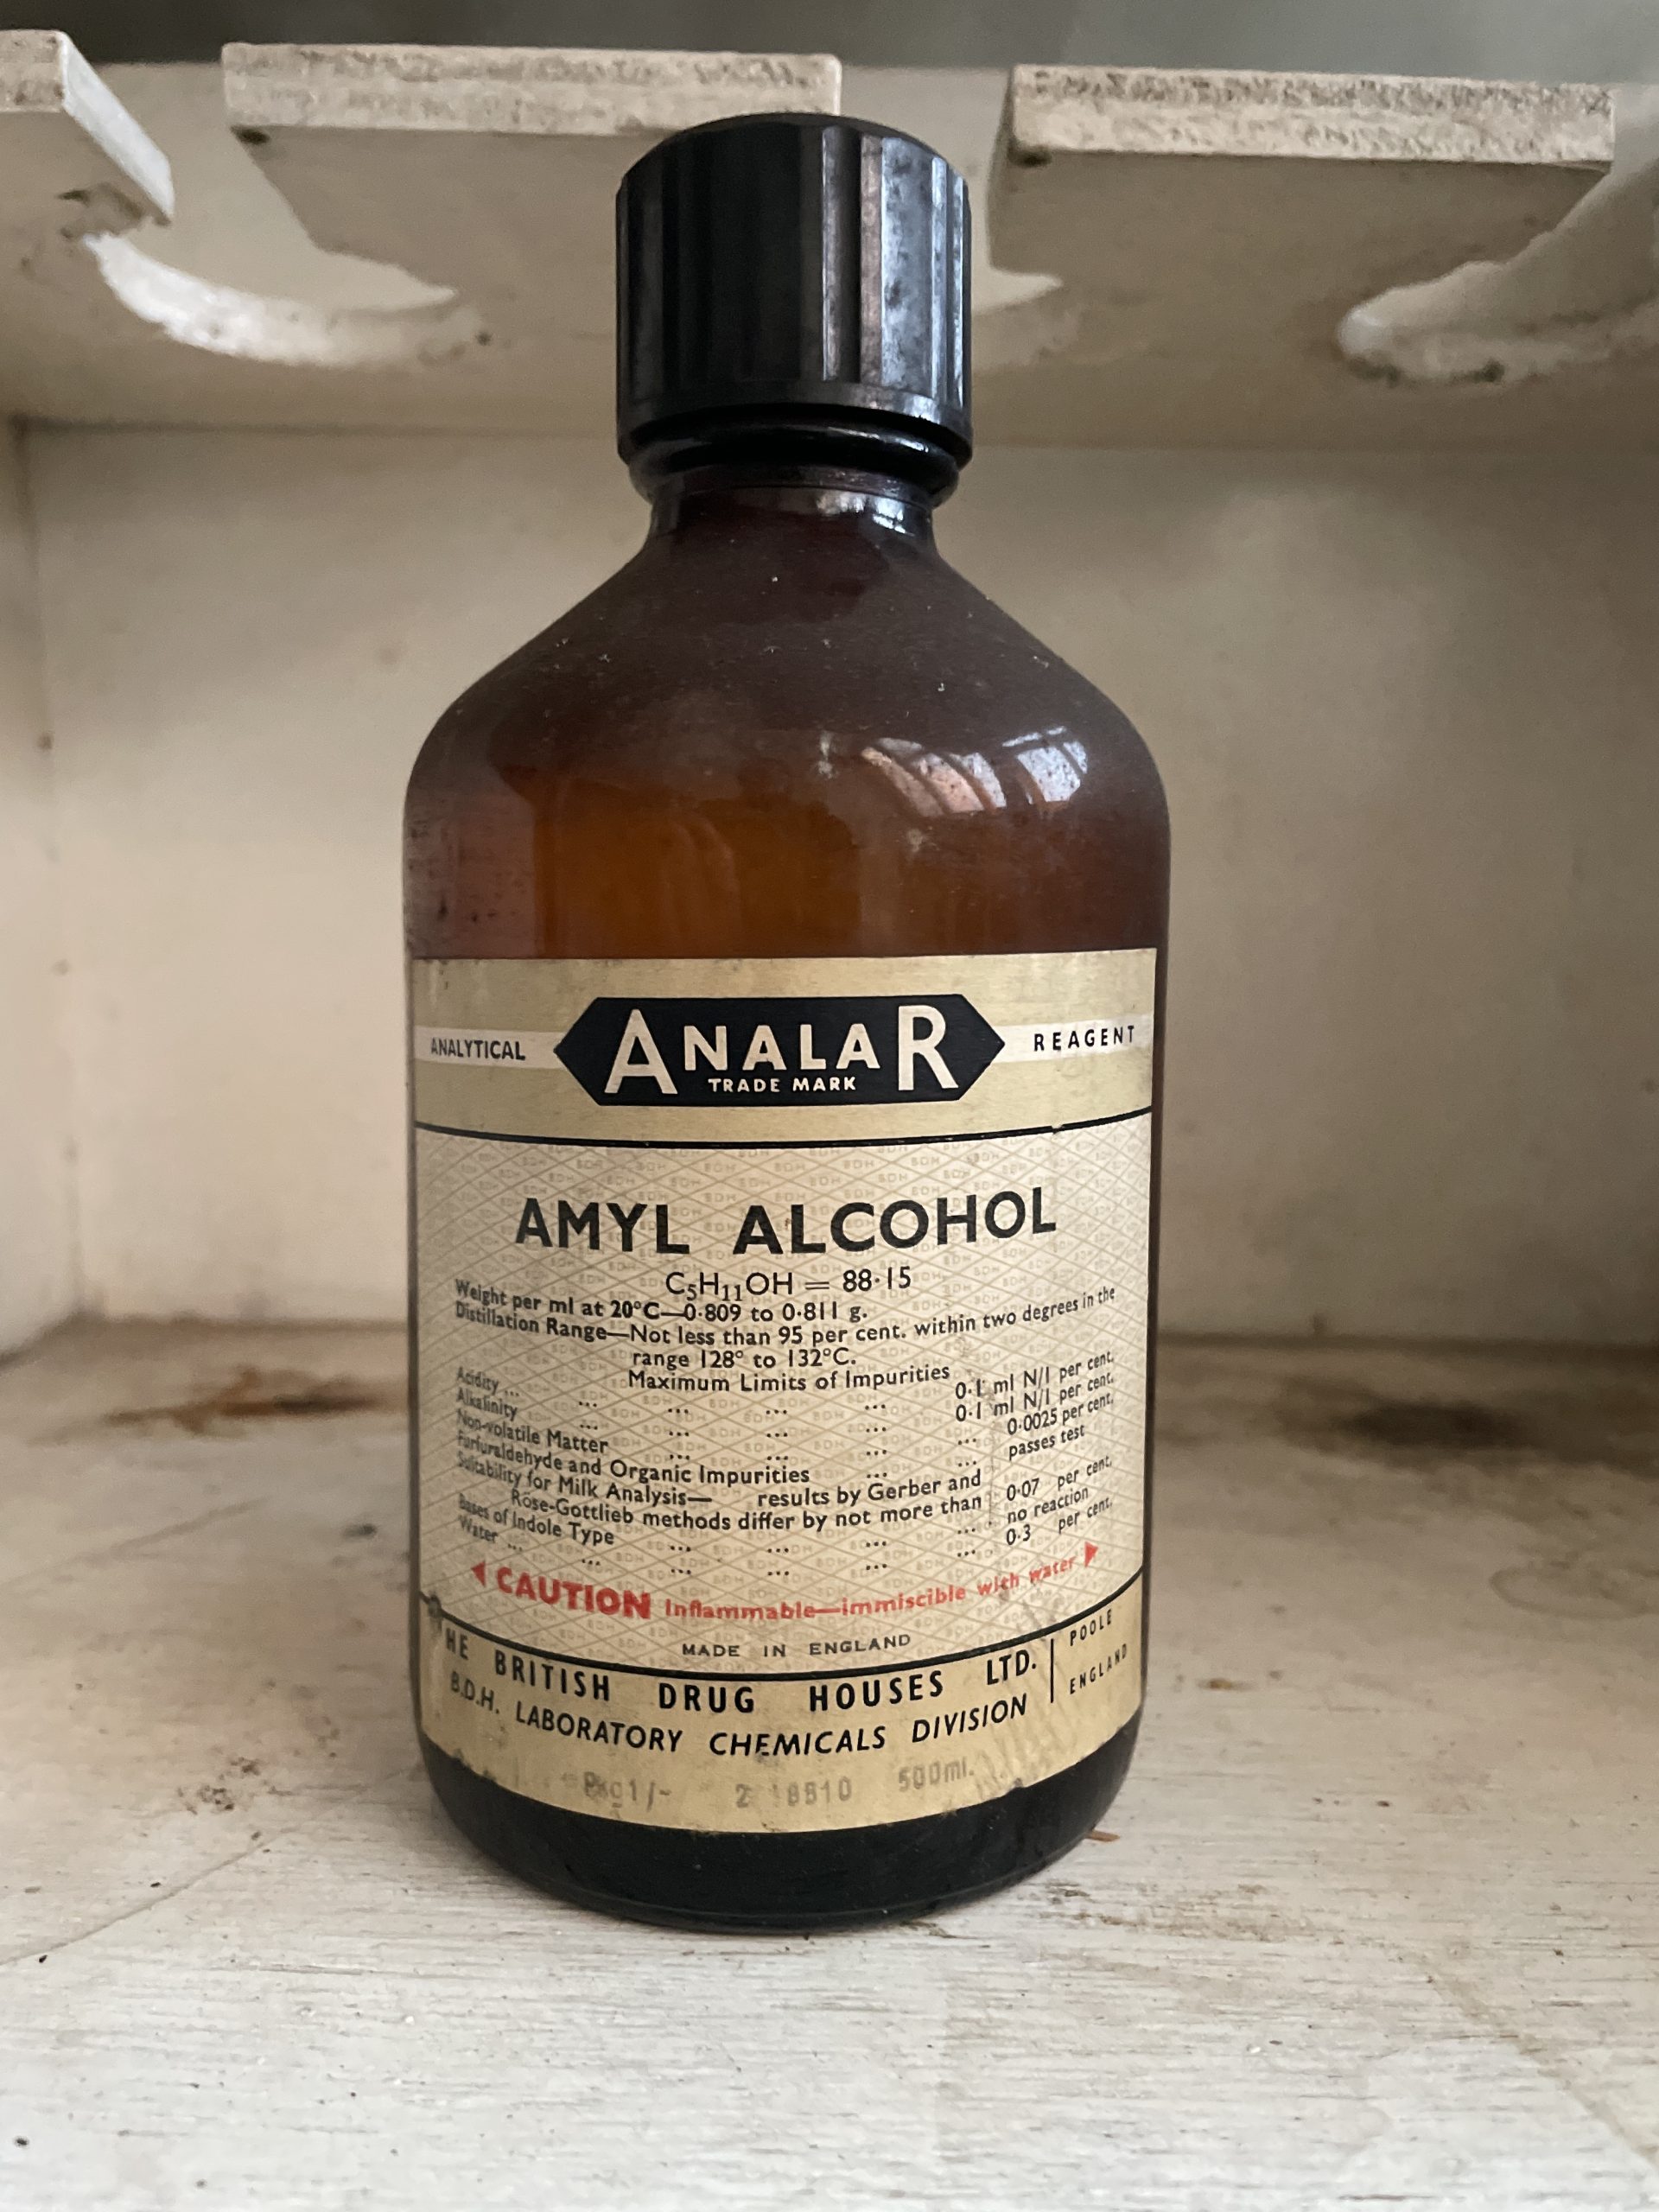 ANALYTICAL ANALAR REAGENT
TRADE MARK
AMYL ALCOHOL
C₅H₁₁OH = 88·15
Weight per ml at 20°C—0·809 to 0·811 g.
Distillation Range—Not less than 95 per cent. within two degrees in the
range 128° to 132°C.
Maximum Limits of Impurities
Acidity ... ... ... ... ... 0·1 ml N/1 per cent.
Alkalinity ... ... ... ... 0·1 ml N/1 per cent.
Non-volatile Matter ... ... ... ... 0·0025 per cent.
Furfuraldehyde and Organic Impurities ... ... passes test
Suitability for Milk Analysis— results by Gerber and
Röse-Gottlieb methods differ by not more than 0·07 per cent.
Bases of Indole Type ... ... ... ... no reaction
Water ... ... ... ... ... ... 0·3 per cent.
CAUTION Inflammable—immiscible with water
MADE IN ENGLAND
THE BRITISH DRUG HOUSES LTD.
B.D.H. LABORATORY CHEMICALS DIVISION
POOLE
ENGLAND
500ml.